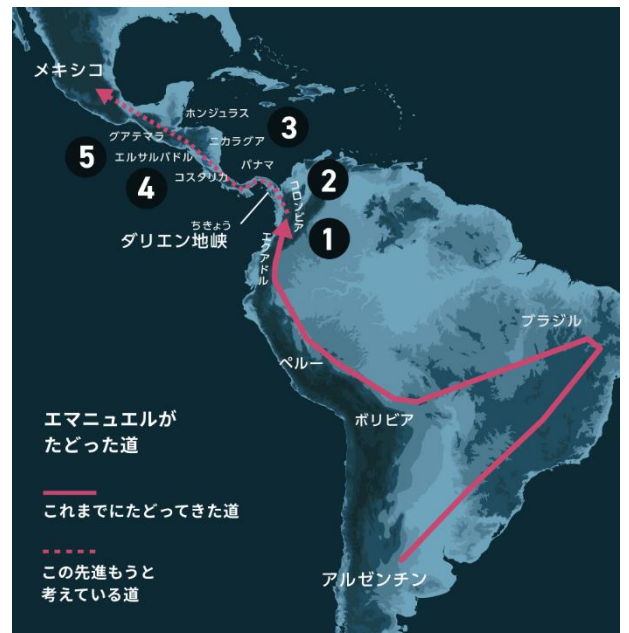 メキシコ
ホンジュラス
3
グアテマラ
ニカラグア
5
エルサルバドル
パナマ
4
コスタリカ
2
コロンビア
ちきょう
ダリエン地峡
1
エクアドル
ブラジル
ペルー
ボリビア
エマニュエルが
たどった道
これまでにたどってきた道
アルゼンチン
この先進もうと
考えている道